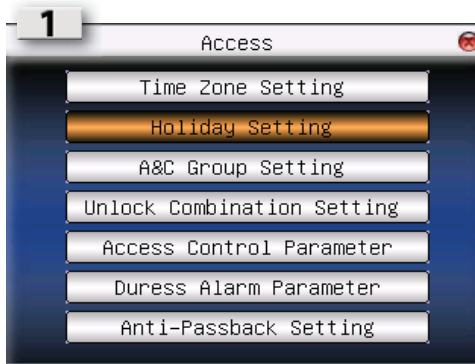 1
Access
Time Zone Setting
Holiday Setting
A&C Group Setting
Unlock Combination Setting
Access Control Parameter
Duress Alarm Parameter
Anti-Passback Setting